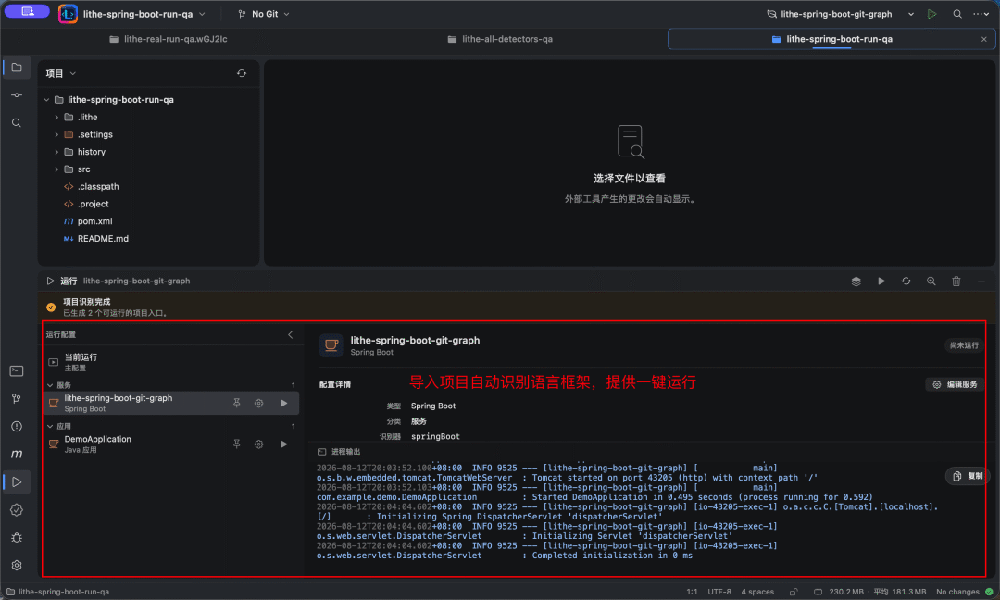 lithe-spring-boot-run-qa
No Git
lithe-spring-boot-git-graph
lithe-real-run-qa.wGJ2Ic
lithe-all-detectors-qa
lithe-spring-boot-run-qa
项目
lithe-spring-boot-run-qa
.lithe
.settings
history
src
</> .classpath
</> .project
m pom.xml
M↓ README.md
选择文件以查看
外部工具产生的更改会自动显示。
运行 lithe-spring-boot-git-graph
项目识别完成
已生成 2 个可运行的项目入口。
运行配置
当前运行
主配置
服务 1
lithe-spring-boot-git-graph
Spring Boot
应用 1
DemoApplication
Java 应用
lithe-spring-boot-git-graph
Spring Boot
尚未运行
配置详情
导入项目自动识别语言框架，提供一键运行
编辑服务
类型 Spring Boot
分类 服务
识别器 springBoot
进程输出
复制
2026-08-12T20:03:52.100+08:00  INFO 9525 --- [lithe-spring-boot-git-graph] [           main]
o.s.b.w.embedded.tomcat.TomcatWebServer  : Tomcat started on port 43205 (http) with context path '/'
2026-08-12T20:03:52.103+08:00  INFO 9525 --- [lithe-spring-boot-git-graph] [           main]
com.example.demo.DemoApplication         : Started DemoApplication in 0.495 seconds (process running for 0.592)
2026-08-12T20:04:04.602+08:00  INFO 9525 --- [lithe-spring-boot-git-graph] [io-43205-exec-1] o.a.c.c.C.[Tomcat].[localhost].
[/]       : Initializing Spring DispatcherServlet 'dispatcherServlet'
2026-08-12T20:04:04.602+08:00  INFO 9525 --- [lithe-spring-boot-git-graph] [io-43205-exec-1]
o.s.web.servlet.DispatcherServlet        : Initializing Servlet 'dispatcherServlet'
2026-08-12T20:04:04.602+08:00  INFO 9525 --- [lithe-spring-boot-git-graph] [io-43205-exec-1]
o.s.web.servlet.DispatcherServlet        : Completed initialization in 0 ms
m
lithe-spring-boot-run-qa
1:1 UTF-8 4 spaces 230.2 MB · 平均 181.3 MB No changes